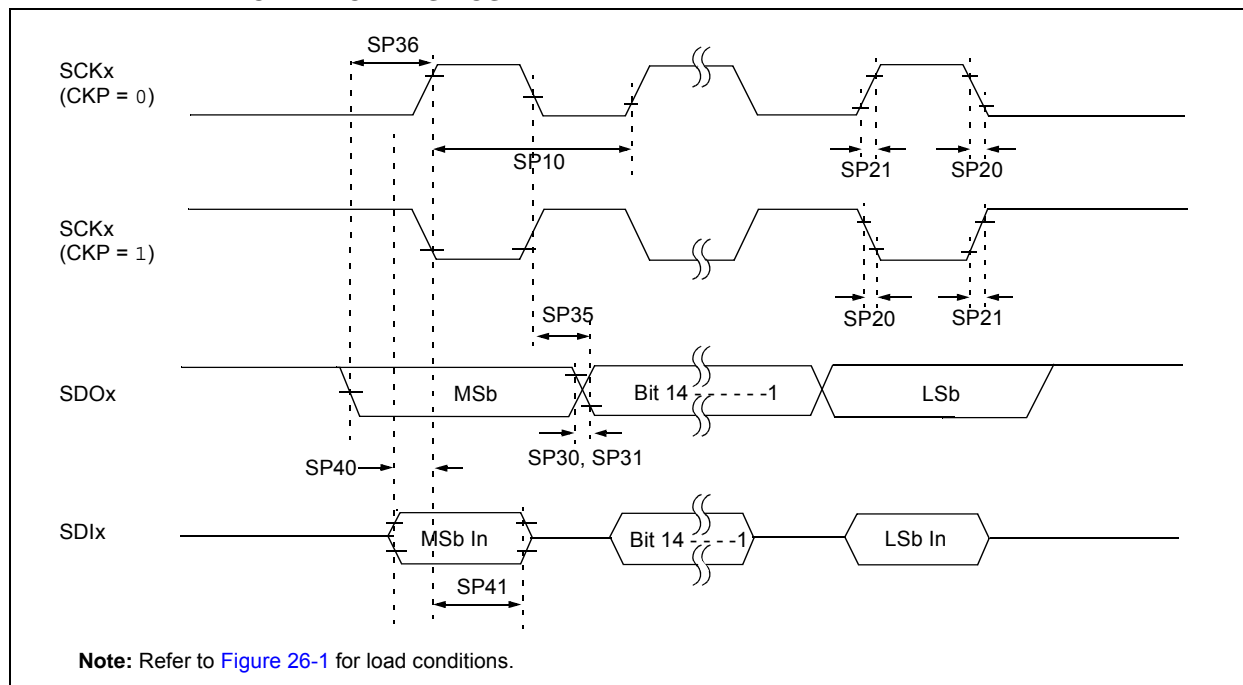 SP36
SCKx
(CKP = 0)
SP10
SP21
SP20
SCKx
(CKP = 1)
SP35
SP20
SP21
SDOx
MSb
Bit 14 - - - - - -1
LSb
SP30, SP31
SP40
SDIx
MSb In
Bit 14 - - - - -1
LSb In
SP41
Note: Refer to Figure 26-1 for load conditions.